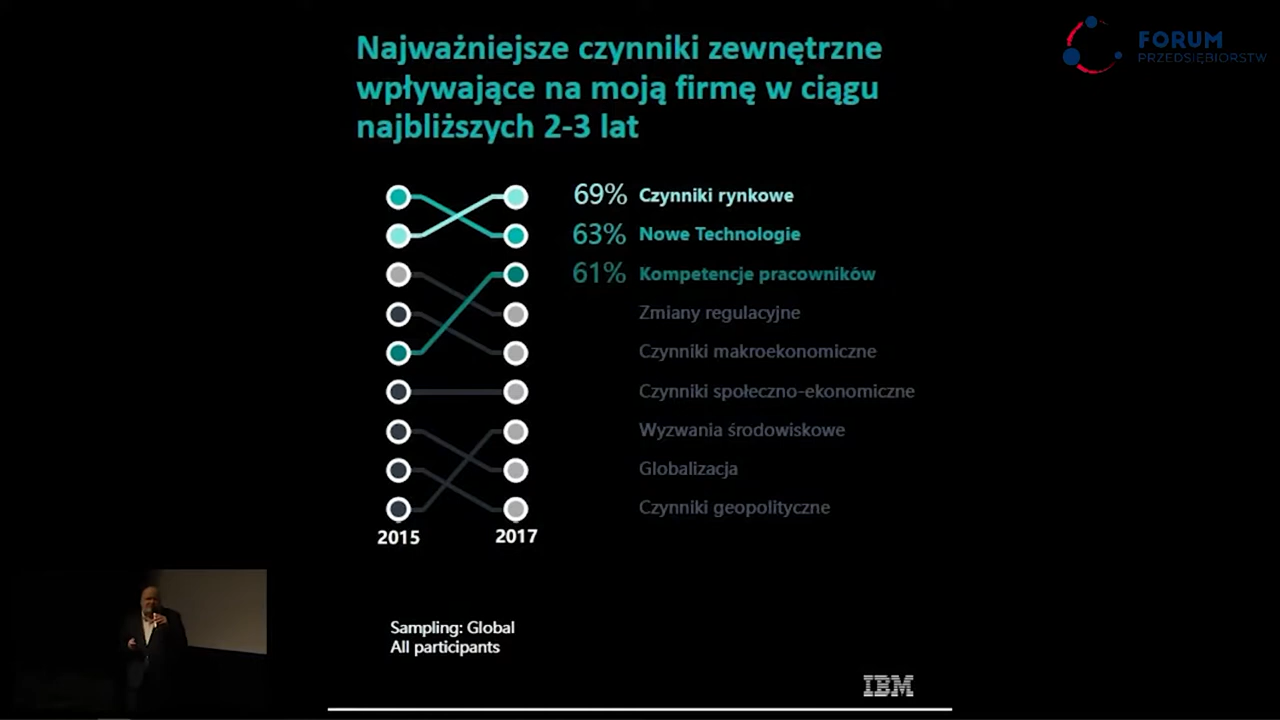 FORUM
PRZEDSIĘBIORSTW
Najważniejsze czynniki zewnętrzne
wpływające na moją firmę w ciągu
najbliższych 2-3 lat
69% Czynniki rynkowe
63% Nowe Technologie
61% Kompetencje pracowników
Zmiany regulacyjne
Czynniki makroekonomiczne
Czynniki społeczno-ekonomiczne
Wyzwania środowiskowe
Globalizacja
Czynniki geopolityczne
2015 2017
Sampling: Global
All participants
IBM